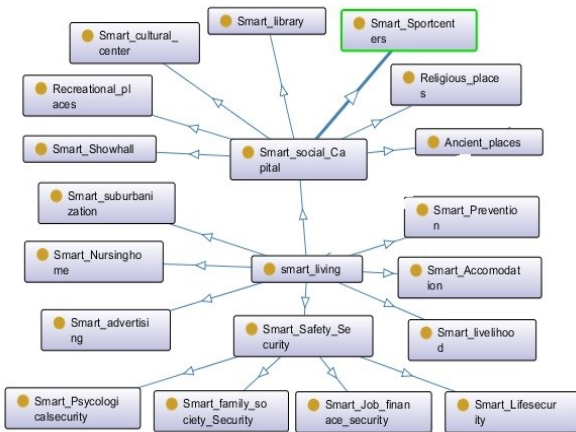 Smart_Sportcent
ers
Smart_library
Smart_cultural_
center
Religious_place
s
Recreational_pl
aces
Ancient_places
Smart_Showhall
Smart_social_Ca
pital
Smart_suburbani
zation
Smart_Preventio
n
Smart_Nursingho
me
smart_living
Smart_Accomodat
ion
Smart_advertisi
ng
Smart_Safety_Se
curity
Smart_livelihoo
d
Smart_Psycologi
calsecurity
Smart_family_so
ciety_Security
Smart_Job_finan
ace_security
Smart_Lifesecur
ity